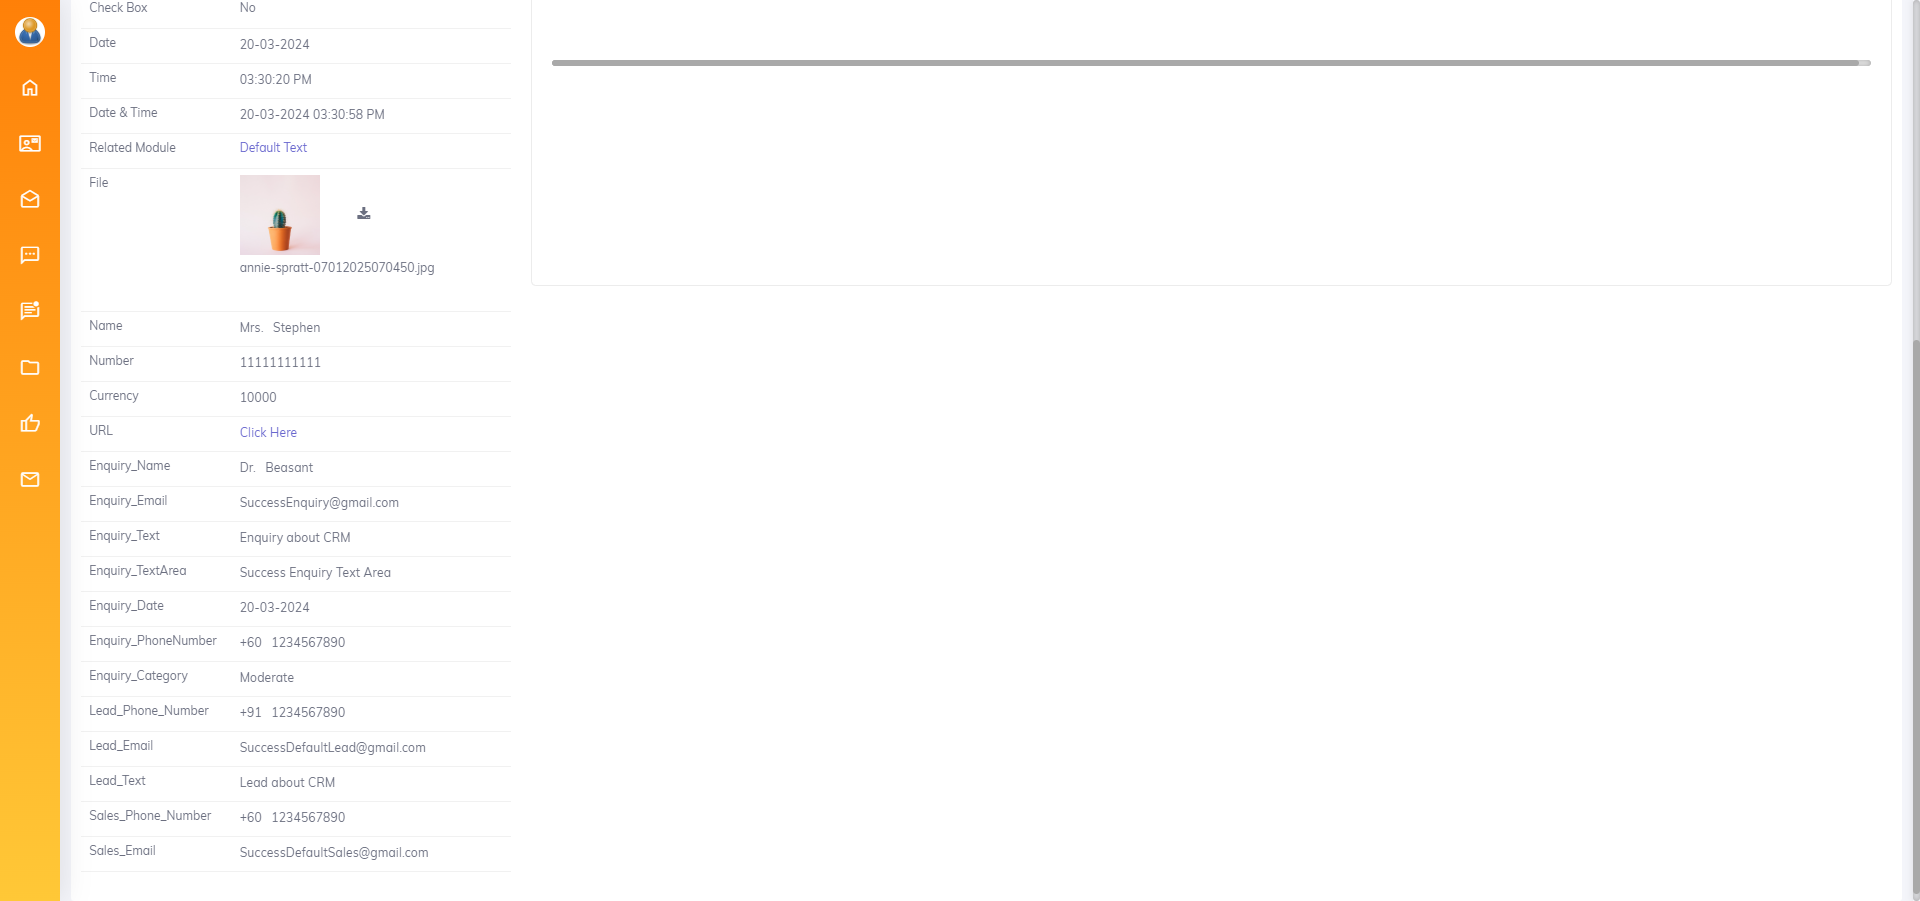 Check Box No
Date 20-03-2024
Time 03:30:20 PM
Date & Time 20-03-2024 03:30:58 PM
Related Module Default Text
File
annie-spratt-07012025070450.jpg
Name Mrs. Stephen
Number 11111111111
Currency 10000
URL Click Here
Enquiry_Name Dr. Beasant
Enquiry_Email SuccessEnquiry@gmail.com
Enquiry_Text Enquiry about CRM
Enquiry_TextArea Success Enquiry Text Area
Enquiry_Date 20-03-2024
Enquiry_PhoneNumber +60 1234567890
Enquiry_Category Moderate
Lead_Phone_Number +91 1234567890
Lead_Email SuccessDefaultLead@gmail.com
Lead_Text Lead about CRM
Sales_Phone_Number +60 1234567890
Sales_Email SuccessDefaultSales@gmail.com